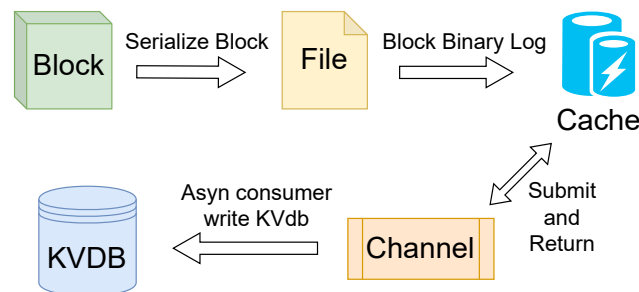 Serialize Block
Block Binary Log
Block
File
Cache
Asyn consumer
write KVdb
Submit
and
Return
KVDB
Channel